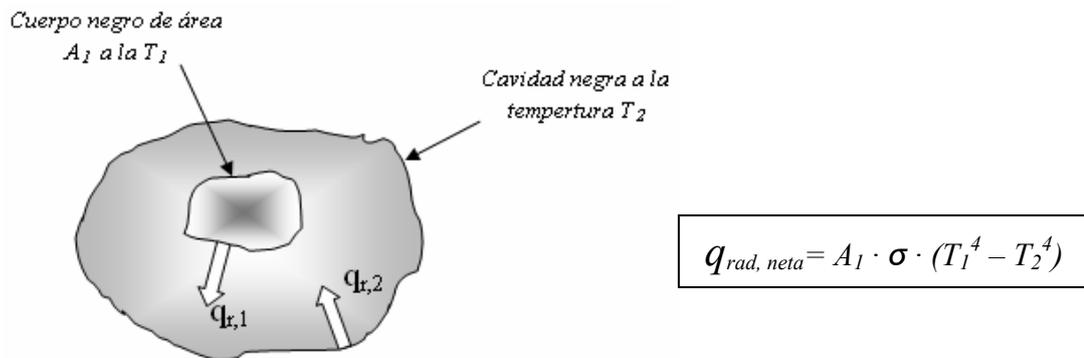 Cuerpo negro de área
A₁ a la T₁
Cavidad negra a la
tempertura T₂
qr,1
qr,2
q rad, neta = A₁ · σ · (T₁⁴ – T₂⁴)